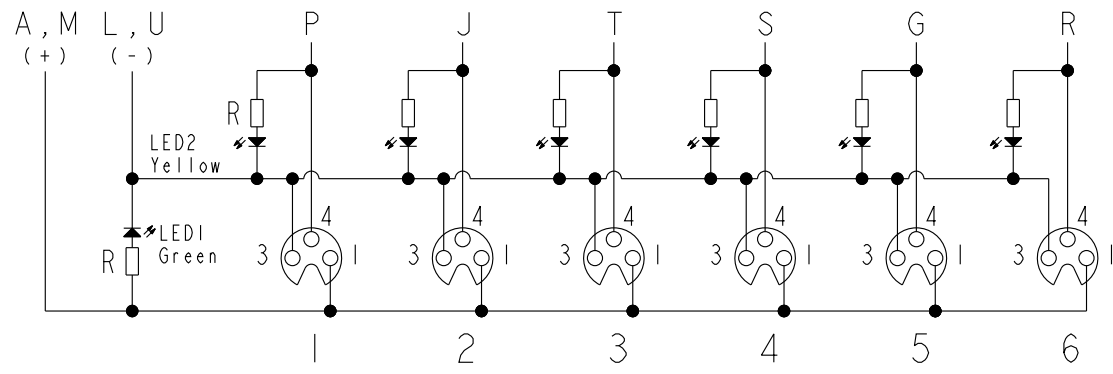 A,M L,U P J T S G R
(+) (-)
R
LED2
Yellow
LED1
Green
R
4 4 4 4 4 4
3 1 3 1 3 1 3 1 3 1 3 1
1 2 3 4 5 6